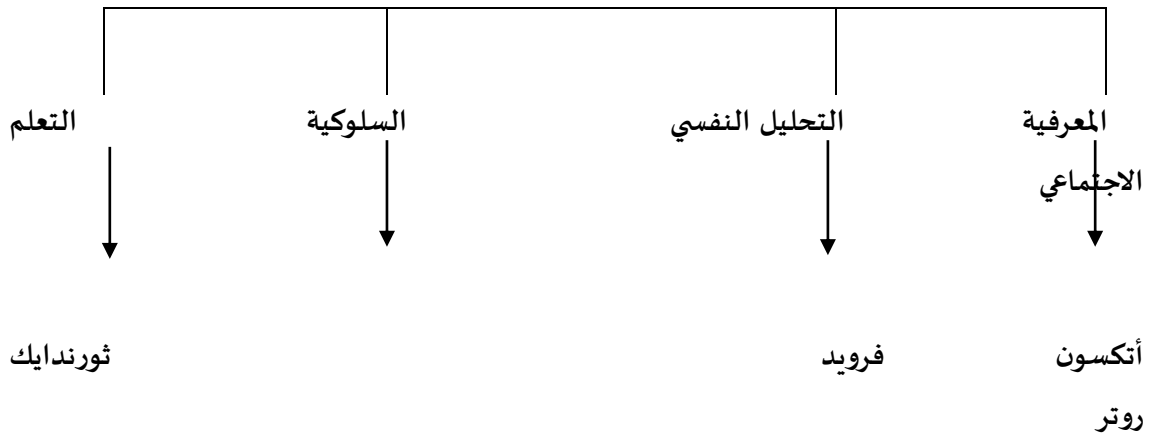 المعرفية التحليل النفسي السلوكية التعلم
الاجتماعي
أتكسون فرويد ثورندايك
روتر